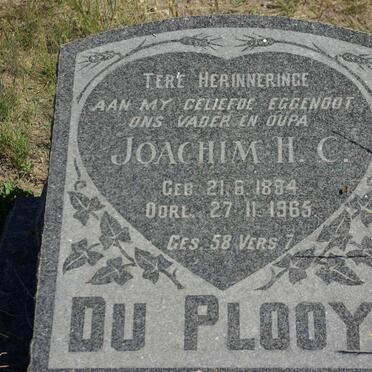 TERE HERINNERINGE
AAN MY GELIEFDE EGGENOOT
ONS VADER EN OUPA
JOACHIM H. C.
GEB. 21. 6. 1894
OORL. 27. 11. 1965.
GES. 58 VERS 7
DU PLOOY